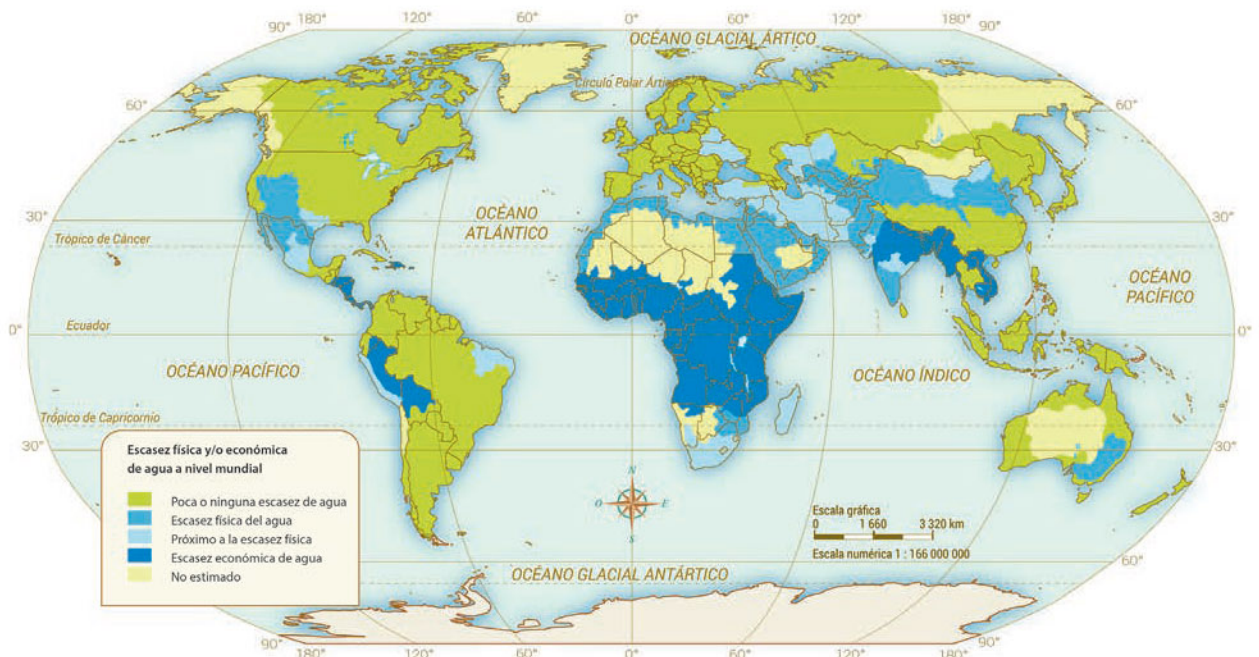 180° 120° 60° 0° 60° 120° 180°
90° 90°
OCÉANO GLACIAL ÁRTICO
Círculo Polar Ártico
60° 60°
30° 30°
OCÉANO
ATLÁNTICO
Trópico de Cáncer
OCÉANO
PACÍFICO
Ecuador
0° 0°
OCÉANO PACÍFICO
OCÉANO ÍNDICO
Trópico de Capricornio
30° 30°
Escasez física y/o económica
de agua a nivel mundial
Poca o ninguna escasez de agua
Escasez física del agua
Próximo a la escasez física
Escasez económica de agua
No estimado
N
O E
S
Escala gráfica
0 1 660 3 320 km
Escala numérica 1 : 166 000 000
60°
OCÉANO GLACIAL ANTÁRTICO
90° 90°
180° 120° 60° 0° 60° 120° 180°